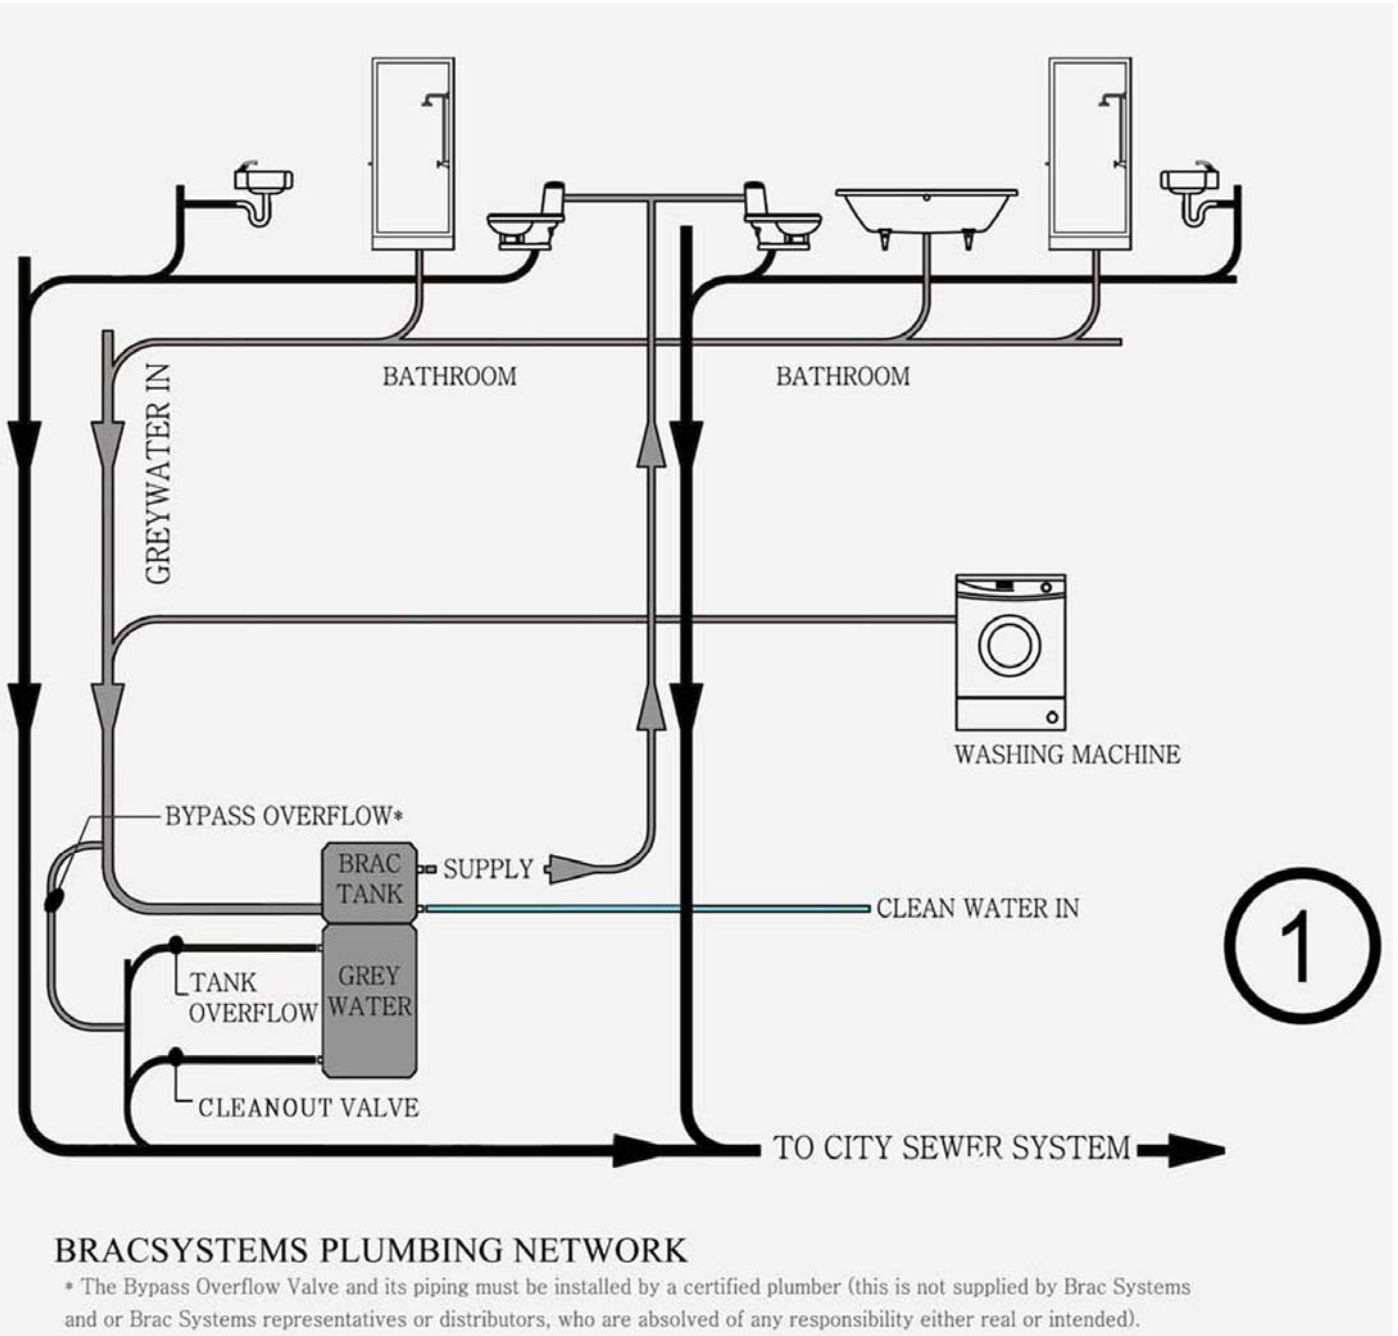 BATHROOM
BATHROOM
GREYWATER IN
WASHING MACHINE
BYPASS OVERFLOW*
BRAC
TANK
SUPPLY
CLEAN WATER IN
1
TANK
OVERFLOW
GREY
WATER
CLEANOUT VALVE
TO CITY SEWER SYSTEM
BRACSYSTEMS PLUMBING NETWORK
* The Bypass Overflow Valve and its piping must be installed by a certified plumber (this is not supplied by Brac Systems
and or Brac Systems representatives or distributors, who are absolved of any responsibility either real or intended).